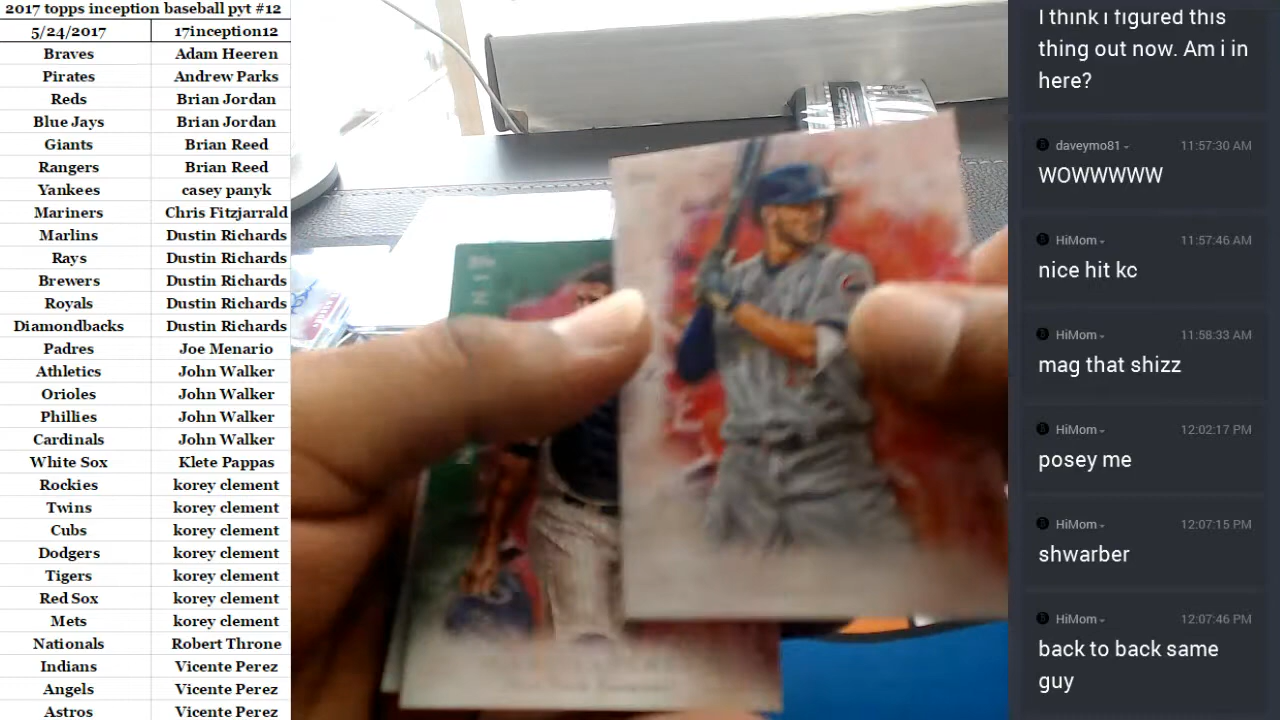 2017 topps inception baseball pyt #12
5/24/2017 17inception12
Braves Adam Heeren
Pirates Andrew Parks
Reds Brian Jordan
Blue Jays Brian Jordan
Giants Brian Reed
Rangers Brian Reed
Yankees casey panyk
Mariners Chris Fitzjarrald
Marlins Dustin Richards
Rays Dustin Richards
Brewers Dustin Richards
Royals Dustin Richards
Diamondbacks Dustin Richards
Padres Joe Menario
Athletics John Walker
Orioles John Walker
Phillies John Walker
Cardinals John Walker
White Sox Klete Pappas
Rockies korey clement
Twins korey clement
Cubs korey clement
Dodgers korey clement
Tigers korey clement
Red Sox korey clement
Mets korey clement
Nationals Robert Throne
Indians Vicente Perez
Angels Vicente Perez
Astros Vicente Perez
I think i figured this
thing out now. Am i in
here?
daveymo81 11:57:30 AM
WOWWWWW
HiMom 11:57:46 AM
nice hit kc
HiMom 11:58:33 AM
mag that shizz
HiMom 12:02:17 PM
posey me
HiMom 12:07:15 PM
shwarber
HiMom 12:07:46 PM
back to back same
guy